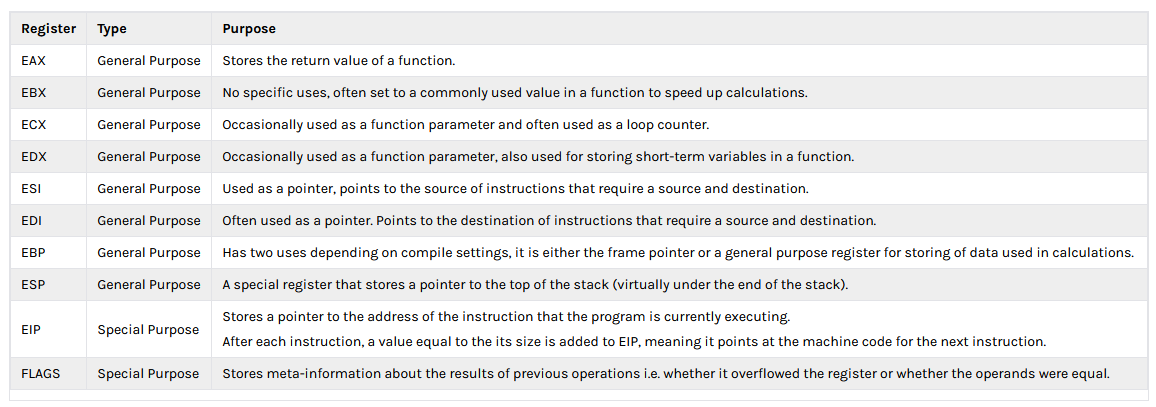 Register Type Purpose
EAX General Purpose Stores the return value of a function.
EBX General Purpose No specific uses, often set to a commonly used value in a function to speed up calculations.
ECX General Purpose Occasionally used as a function parameter and often used as a loop counter.
EDX General Purpose Occasionally used as a function parameter, also used for storing short-term variables in a function.
ESI General Purpose Used as a pointer, points to the source of instructions that require a source and destination.
EDI General Purpose Often used as a pointer. Points to the destination of instructions that require a source and destination.
EBP General Purpose Has two uses depending on compile settings, it is either the frame pointer or a general purpose register for storing of data used in calculations.
ESP General Purpose A special register that stores a pointer to the top of the stack (virtually under the end of the stack).
EIP Special Purpose Stores a pointer to the address of the instruction that the program is currently executing.
After each instruction, a value equal to the its size is added to EIP, meaning it points at the machine code for the next instruction.
FLAGS Special Purpose Stores meta-information about the results of previous operations i.e. whether it overflowed the register or whether the operands were equal.